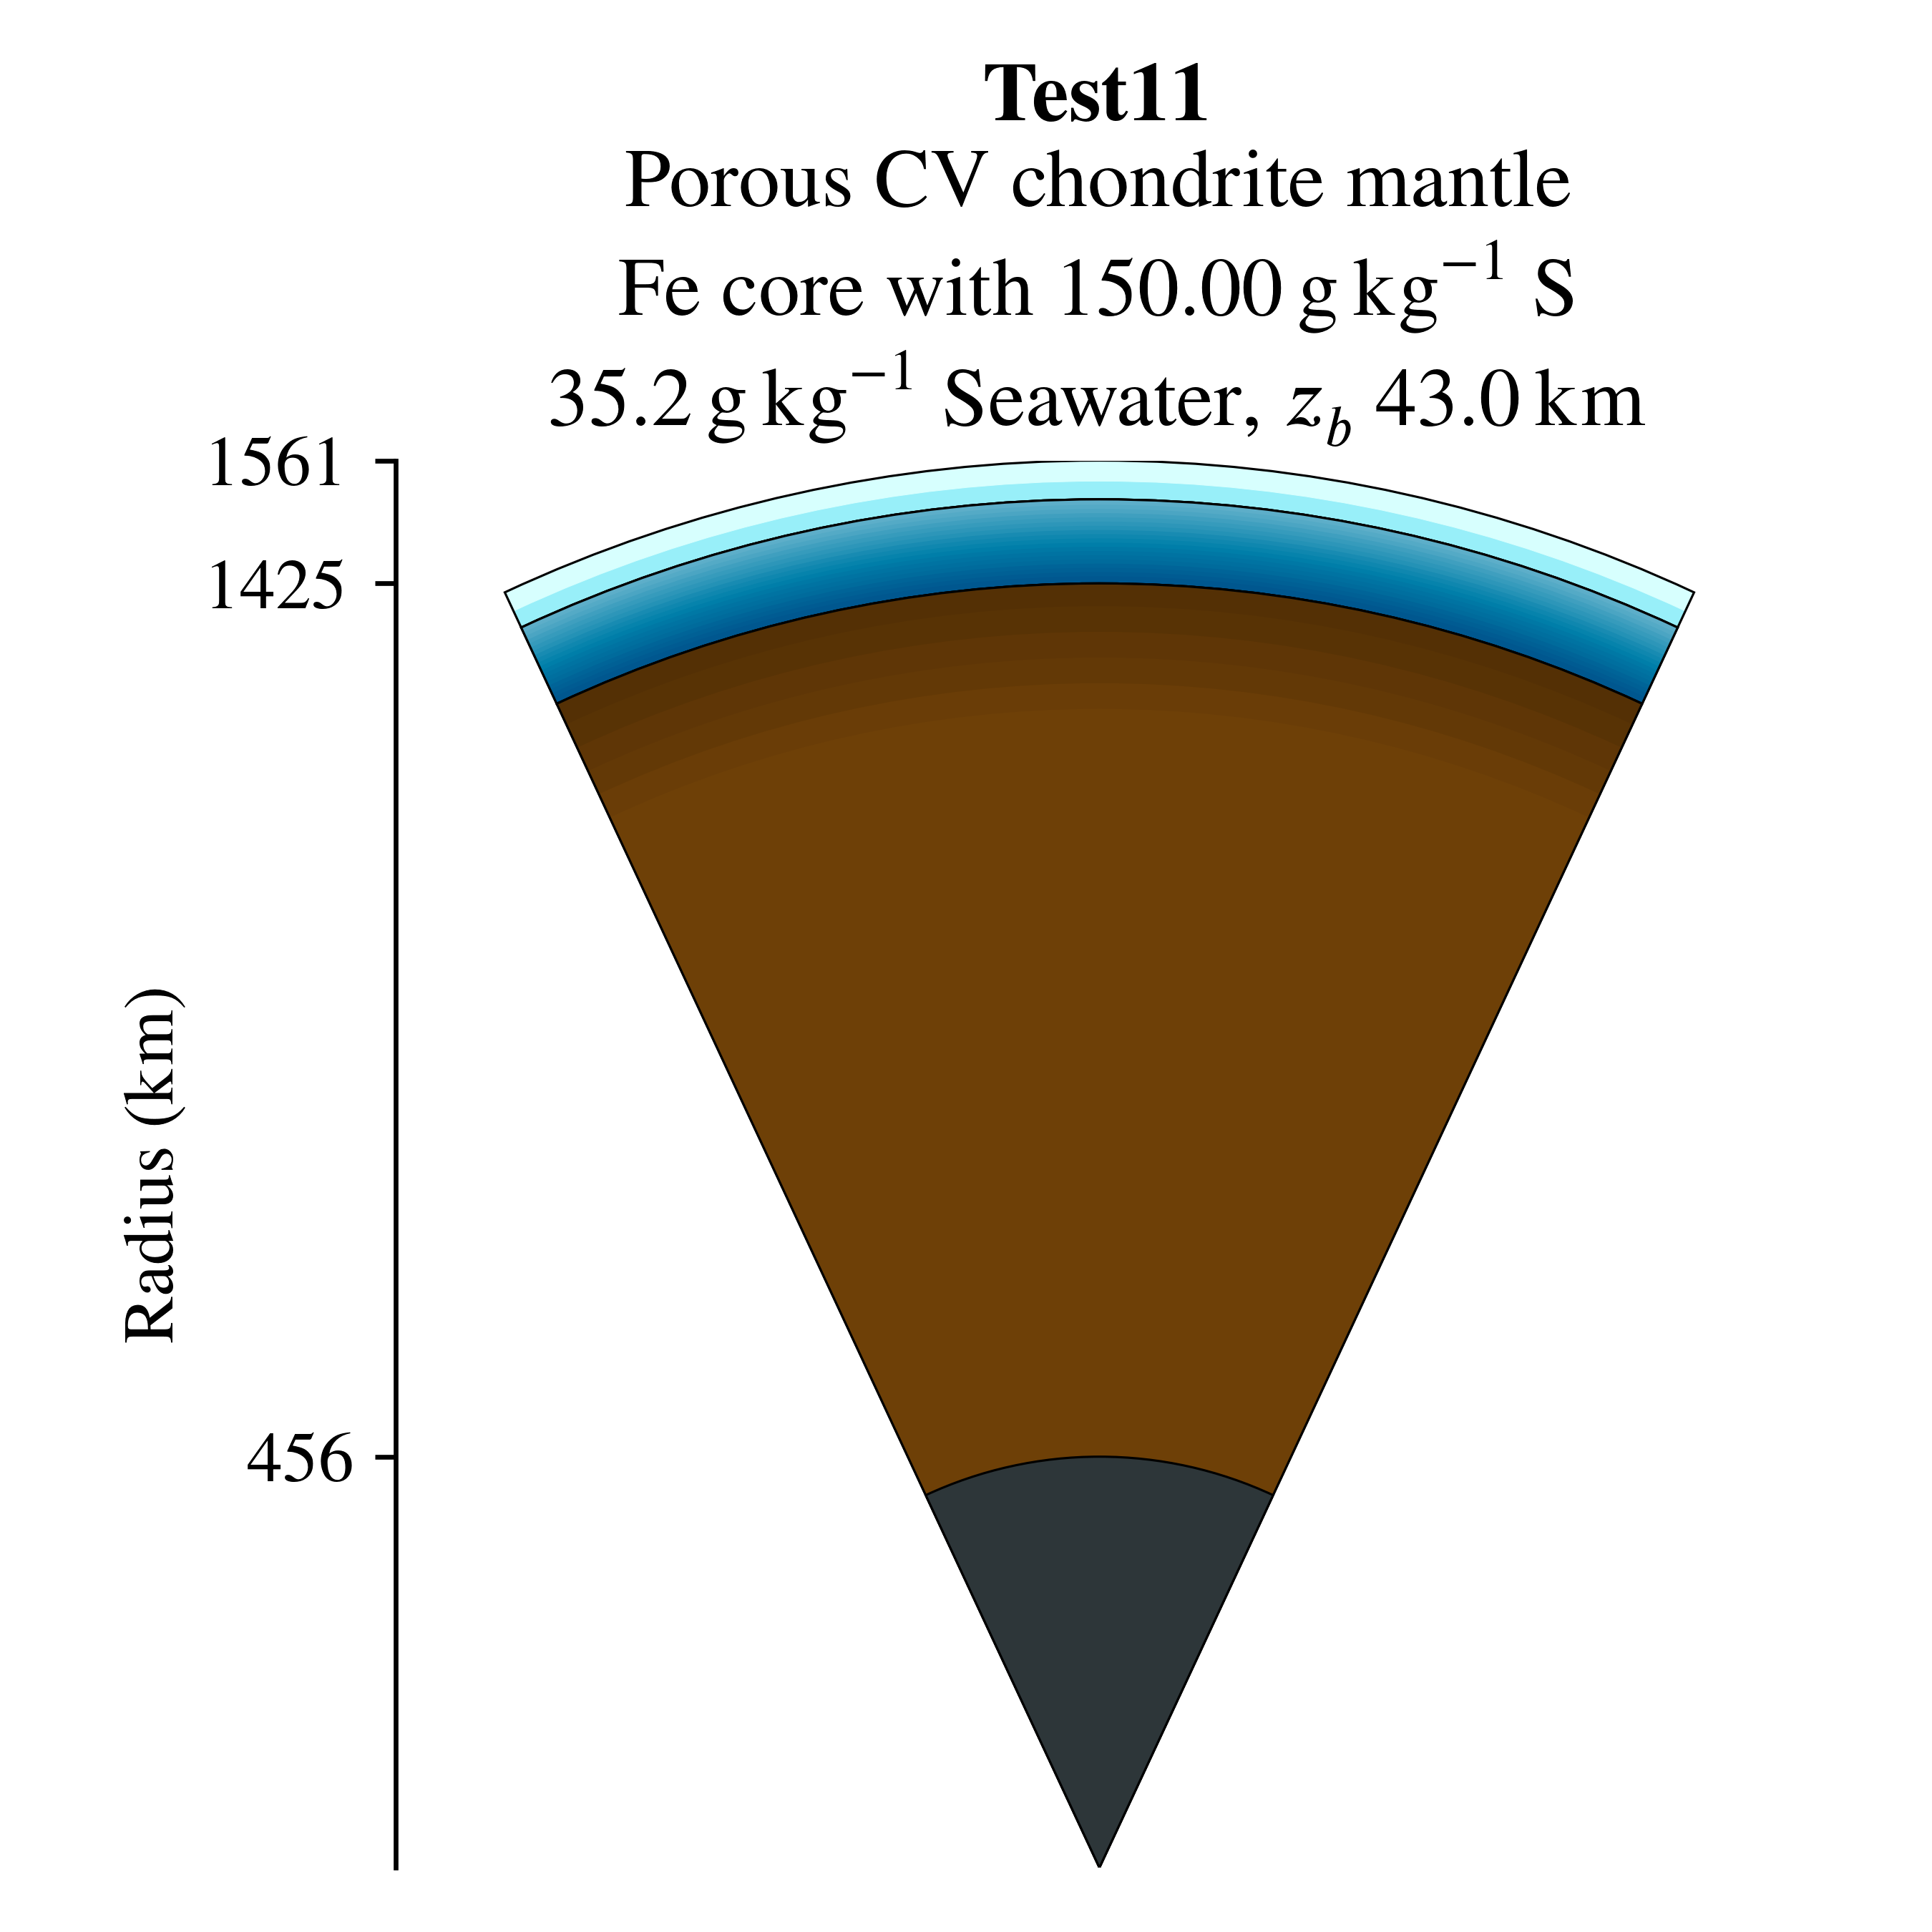 Test11
Porous CV chondrite mantle
Fe core with 150.00 g kg⁻¹ S
35.2 g kg⁻¹ Seawater, z_b 43.0 km
1561
1425
456
Radius (km)